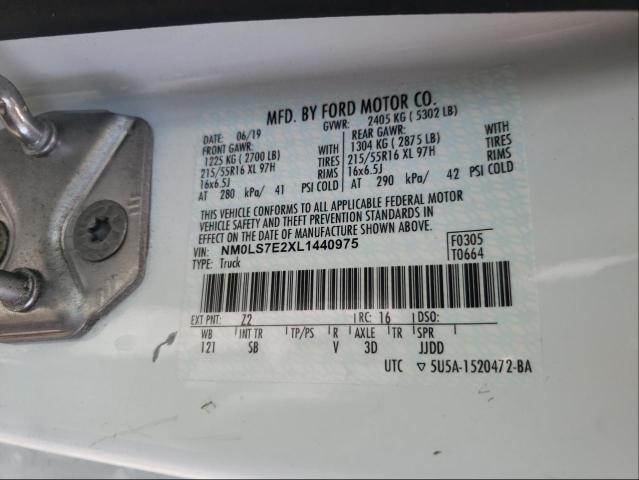 MFD. BY FORD MOTOR CO.
DATE: 06/19 GVWR: 2405 KG ( 5302 LB)
FRONT GAWR: WITH REAR GAWR: WITH
1225 KG ( 2700 LB) TIRES 1304 KG ( 2875 LB) TIRES
215/55R16 XL 97H RIMS 215/55R16 XL 97H RIMS
16x6.5J 16x6.5J
AT 280 kPa/ 41 PSI COLD AT 290 kPa/ 42 PSI COLD
THIS VEHICLE CONFORMS TO ALL APPLICABLE FEDERAL MOTOR
VEHICLE SAFETY AND THEFT PREVENTION STANDARDS IN
EFFECT ON THE DATE OF MANUFACTURE SHOWN ABOVE.
VIN: NM0LS7E2XL1440975 F0305
TYPE: Truck T0664
EXT PNT: Z2 RC: 16 DSO:
WB INT TR TP/PS R AXLE TR SPR
121 SB V 3D JJDD
UTC ▽ 5U5A-1520472-BA